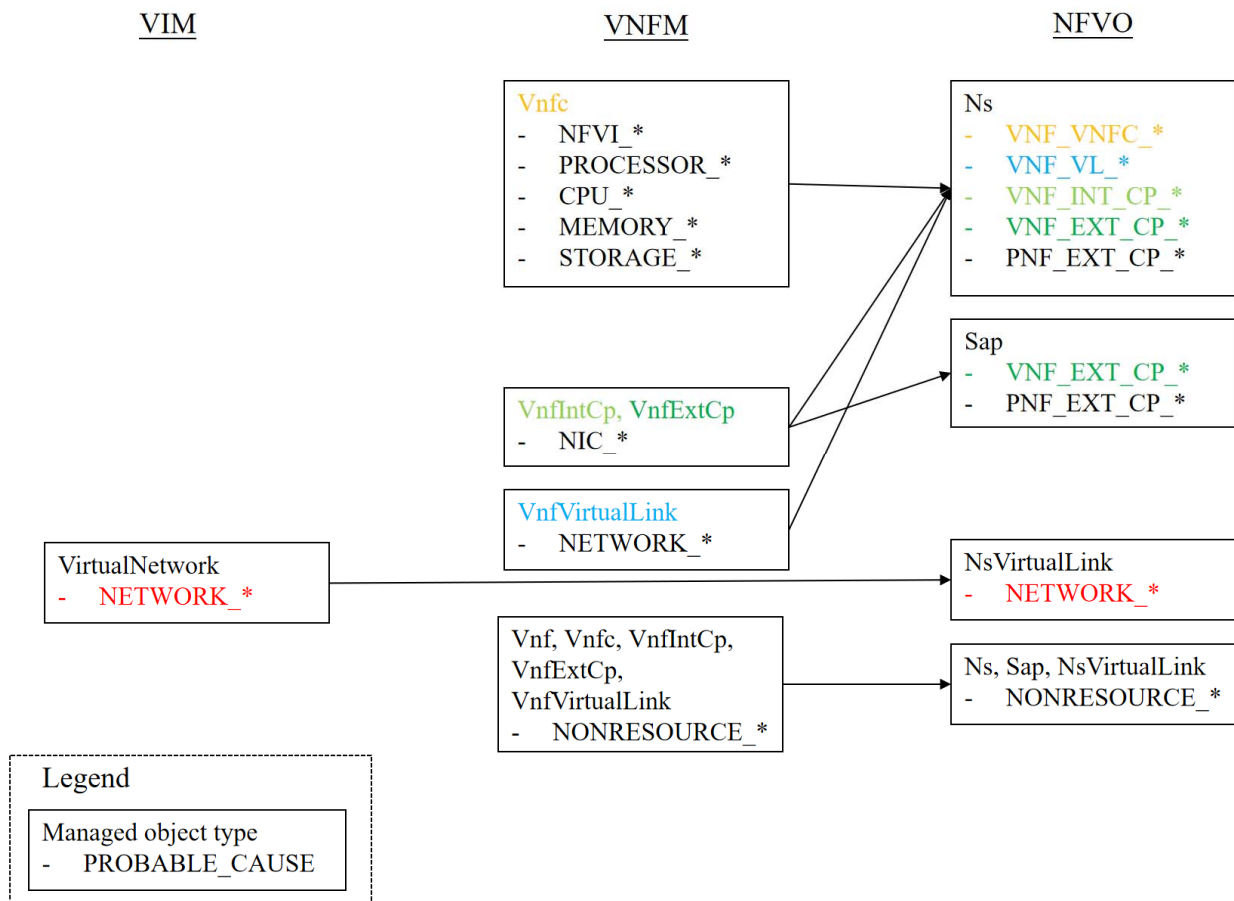 VIM
VNFM
NFVO
Vnfc
- NFVI_*
- PROCESSOR_*
- CPU_*
- MEMORY_*
- STORAGE_*
Ns
- VNF_VNFC_*
- VNF_VL_*
- VNF_INT_CP_*
- VNF_EXT_CP_*
- PNF_EXT_CP_*
Sap
- VNF_EXT_CP_*
- PNF_EXT_CP_*
VnfIntCp, VnfExtCp
- NIC_*
VnfVirtualLink
- NETWORK_*
VirtualNetwork
- NETWORK_*
NsVirtualLink
- NETWORK_*
Vnf, Vnfc, VnfIntCp,
VnfExtCp,
VnfVirtualLink
- NONRESOURCE_*
Ns, Sap, NsVirtualLink
- NONRESOURCE_*
Legend
Managed object type
- PROBABLE_CAUSE